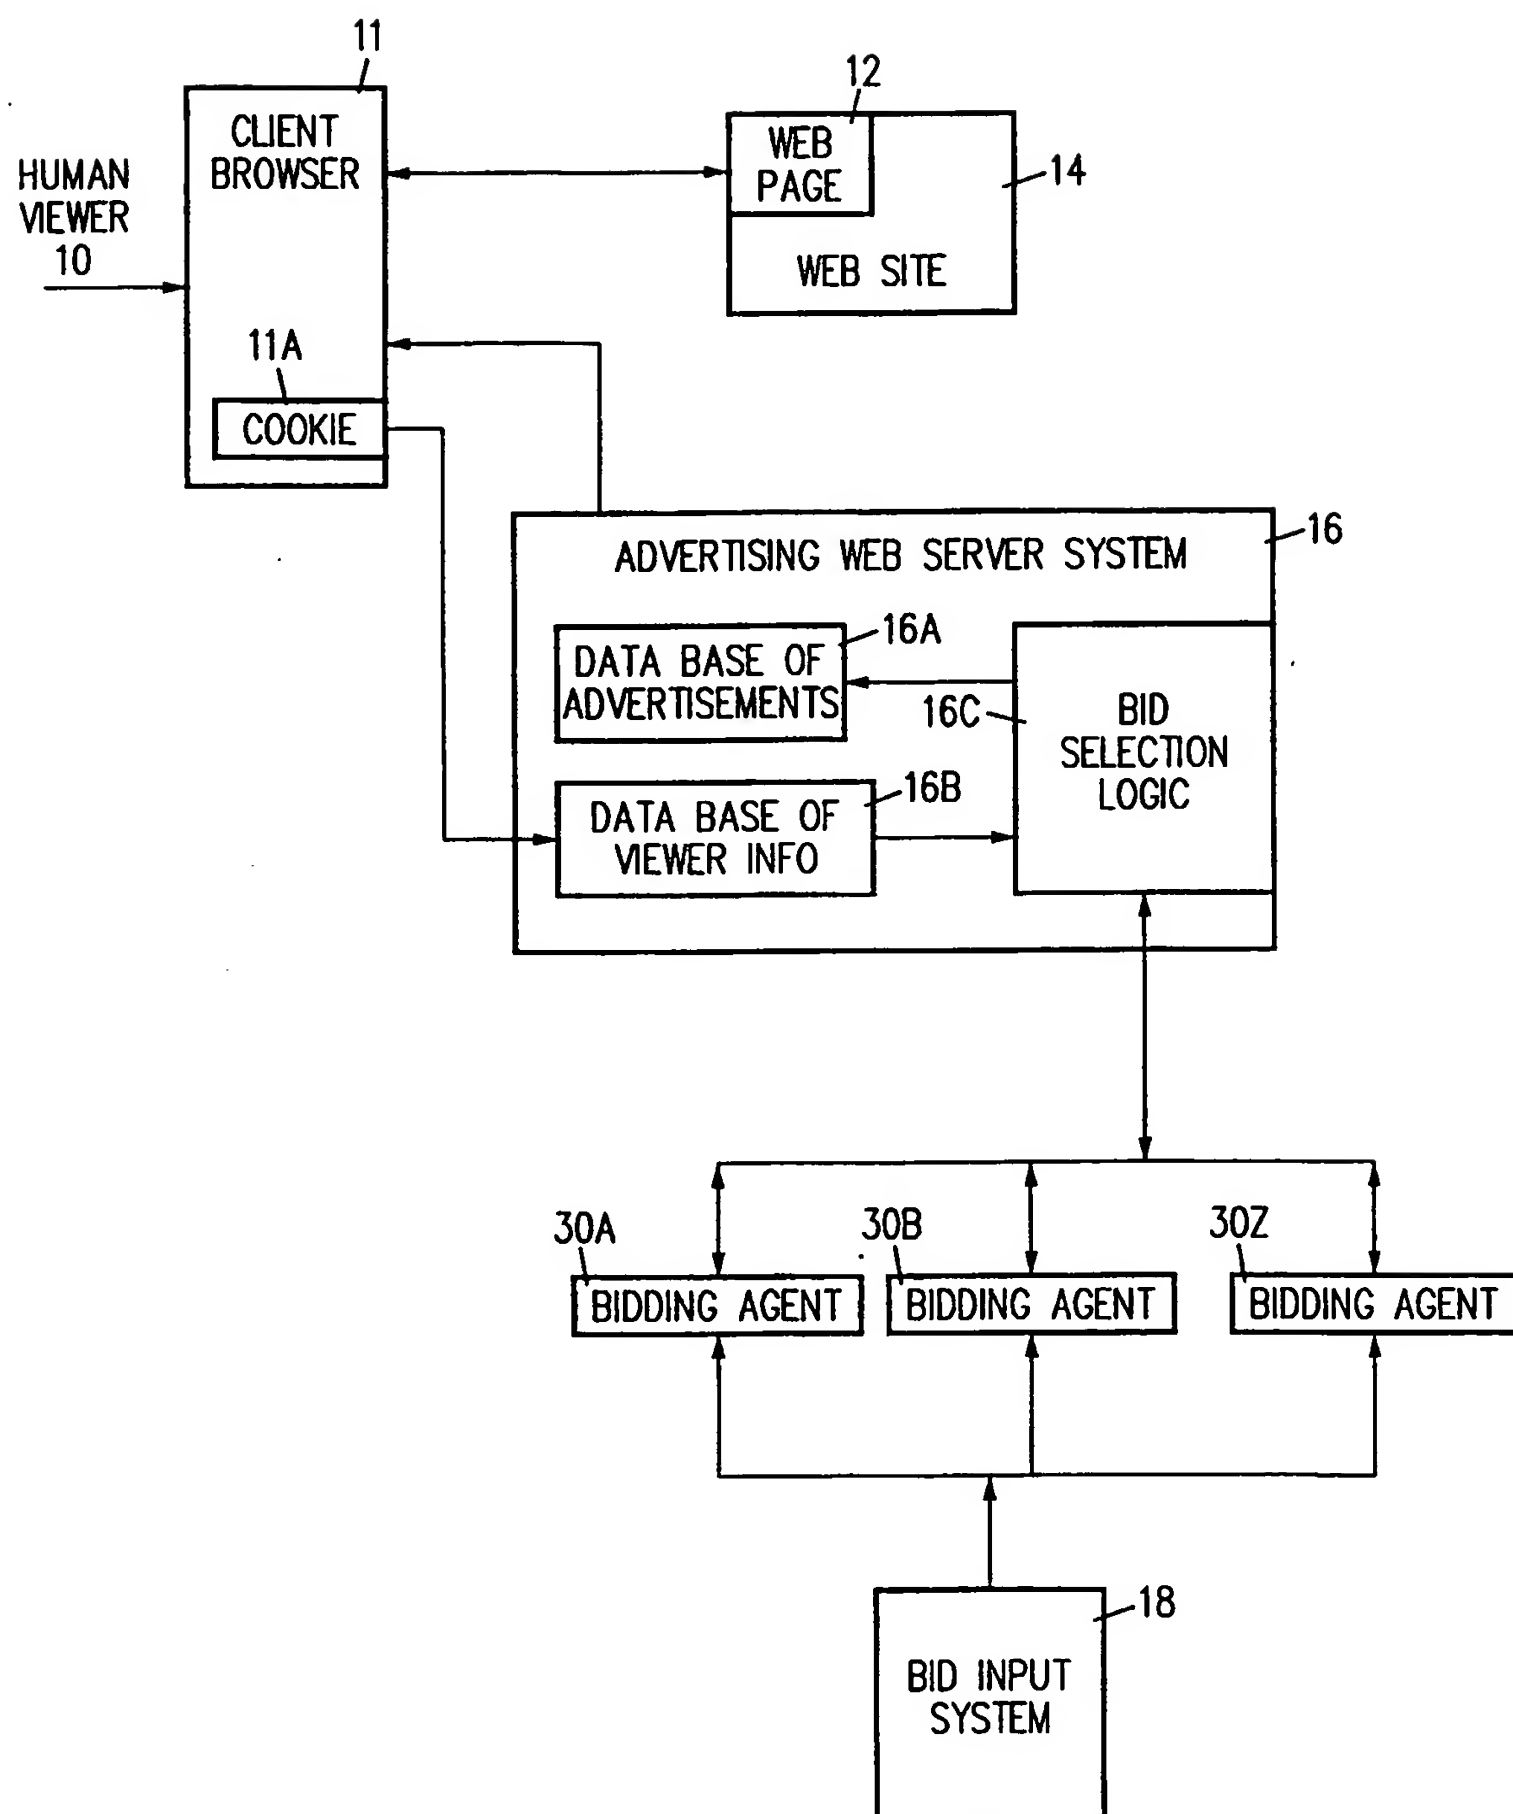 11
CLIENT
BROWSER
HUMAN
VIEWER
10
12
WEB
PAGE
14
WEB SITE
11A
COOKIE
16
ADVERTISING WEB SERVER SYSTEM
16A
DATA BASE OF
ADVERTISEMENTS
16C
BID
SELECTION
LOGIC
16B
DATA BASE OF
VIEWER INFO
30A
BIDDING AGENT
30B
BIDDING AGENT
30Z
BIDDING AGENT
18
BID INPUT
SYSTEM